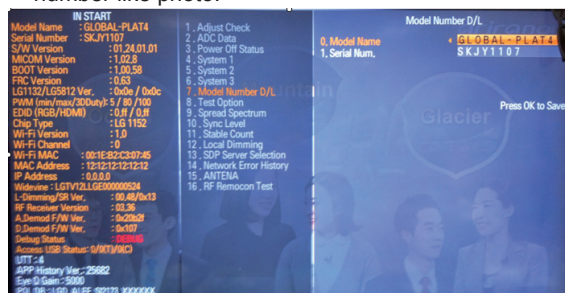 number like photo.
IN START
Model Name : GLOBAL-PLAT4
Serial Number : SKJY1107
S/W Version : 01,24,01,01
MICOM Version : 1,02,8
BOOT Version : 1,00,58
FRC Version : 0,63
LG1132/LG5812 Ver. : 0x0e / 0x0c
PWM (min/max/3DDuty): 5 / 80 / 100
EDID (RGB/HDMI) : 0,ff / 0,ff
Chip Type : LG 1152
Wi-Fi Version : 1,0
Wi-Fi Channel : 0
Wi-Fi MAC : 00:1E:B2:C3:07:45
MAC Address : 12:12:12:12:12:12
IP Address : 0,0,0,0
Widevine : LGTV12LLGE000000524
L-Dimming/SR Ver. : 00,48/0x13
RF Receiver Version : 03,36
A,Demod F/W Ver. : 0x20b2f
D,Demod F/W Ver. : 0x107
Debug Status : DEBUG
Access USB Status: 0/0(T)/0(C)
UTT : 4
APP History Ver. : 25682
Eye Q Gain : 5000
1 , Adjust Check
2 , ADC Data
3 , Power Off Status
4 , System 1
5 , System 2
6 , System 3
7 , Model Number D/L
8 , Test Option
9 , Spread Spectrum
10 , Sync Level
11 , Stable Count
12 , Local Dimming
13 , SDP Server Selection
14 , Network Error History
15 , ANTENA
16 , RF Remocon Test
Model Number D/L
0, Model Name GLOBAL-PLAT4
1, Serial Num, SKJY1107
Press OK to Save
Glacier